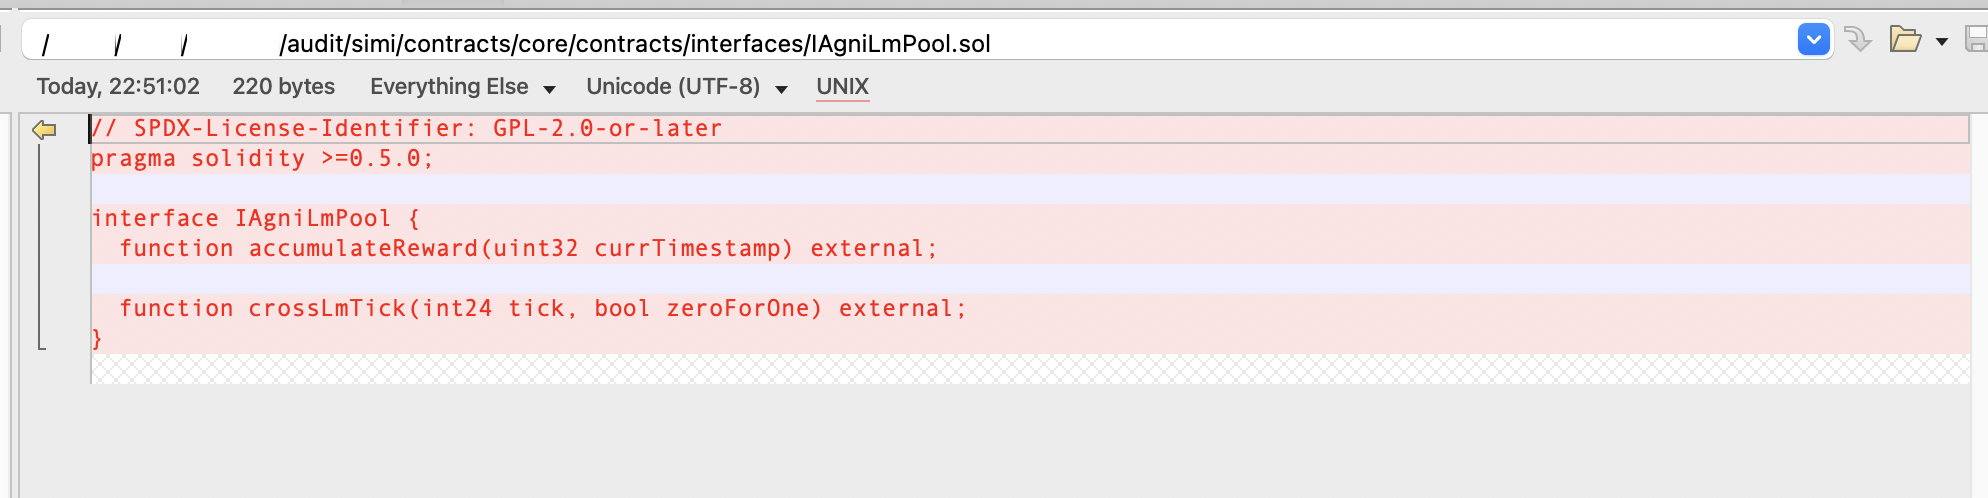 / / / /audit/simi/contracts/core/contracts/interfaces/IAgniLmPool.sol
Today, 22:51:02 220 bytes Everything Else Unicode (UTF-8) UNIX
// SPDX-License-Identifier: GPL-2.0-or-later
pragma solidity >=0.5.0;
interface IAgniLmPool {
function accumulateReward(uint32 currTimestamp) external;
function crossLmTick(int24 tick, bool zeroForOne) external;
}